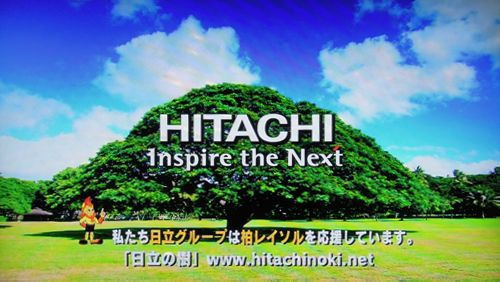 HITACHI
Inspire the Next
私たち日立グループは柏レイソルを応援しています。
「日立の樹」 www.hitachinoki.net